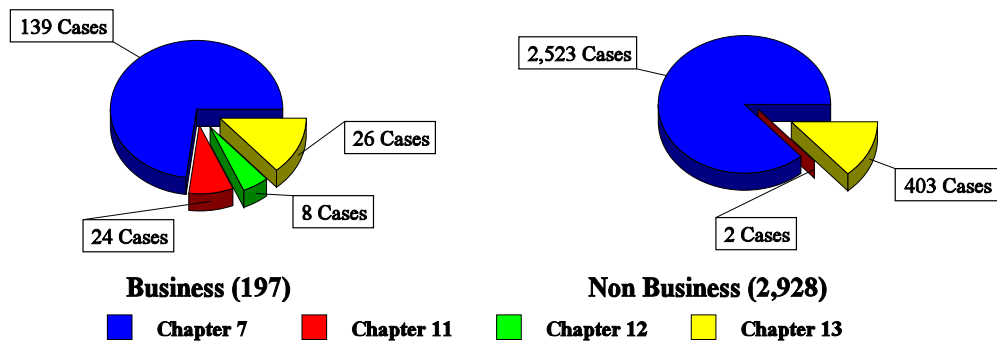 139 Cases
2,523 Cases
26 Cases
403 Cases
8 Cases
24 Cases
2 Cases
Business (197)
Non Business (2,928)
Chapter 7
Chapter 11
Chapter 12
Chapter 13